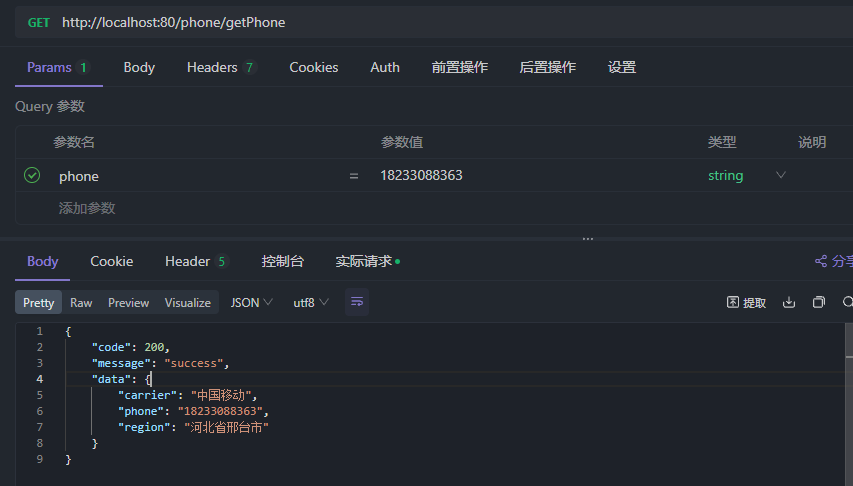 GET http://localhost:80/phone/getPhone
Params 1 Body Headers 7 Cookies Auth 前置操作 后置操作 设置
Query 参数
参数名 参数值 类型 说明
phone = 18233088363 string
添加参数
Body Cookie Header 5 控制台 实际请求 分享
Pretty Raw Preview Visualize JSON utf8 提取
1 {
2 "code": 200,
3 "message": "success",
4 "data": {
5 "carrier": "中国移动",
6 "phone": "18233088363",
7 "region": "河北省邢台市"
8 }
9 }